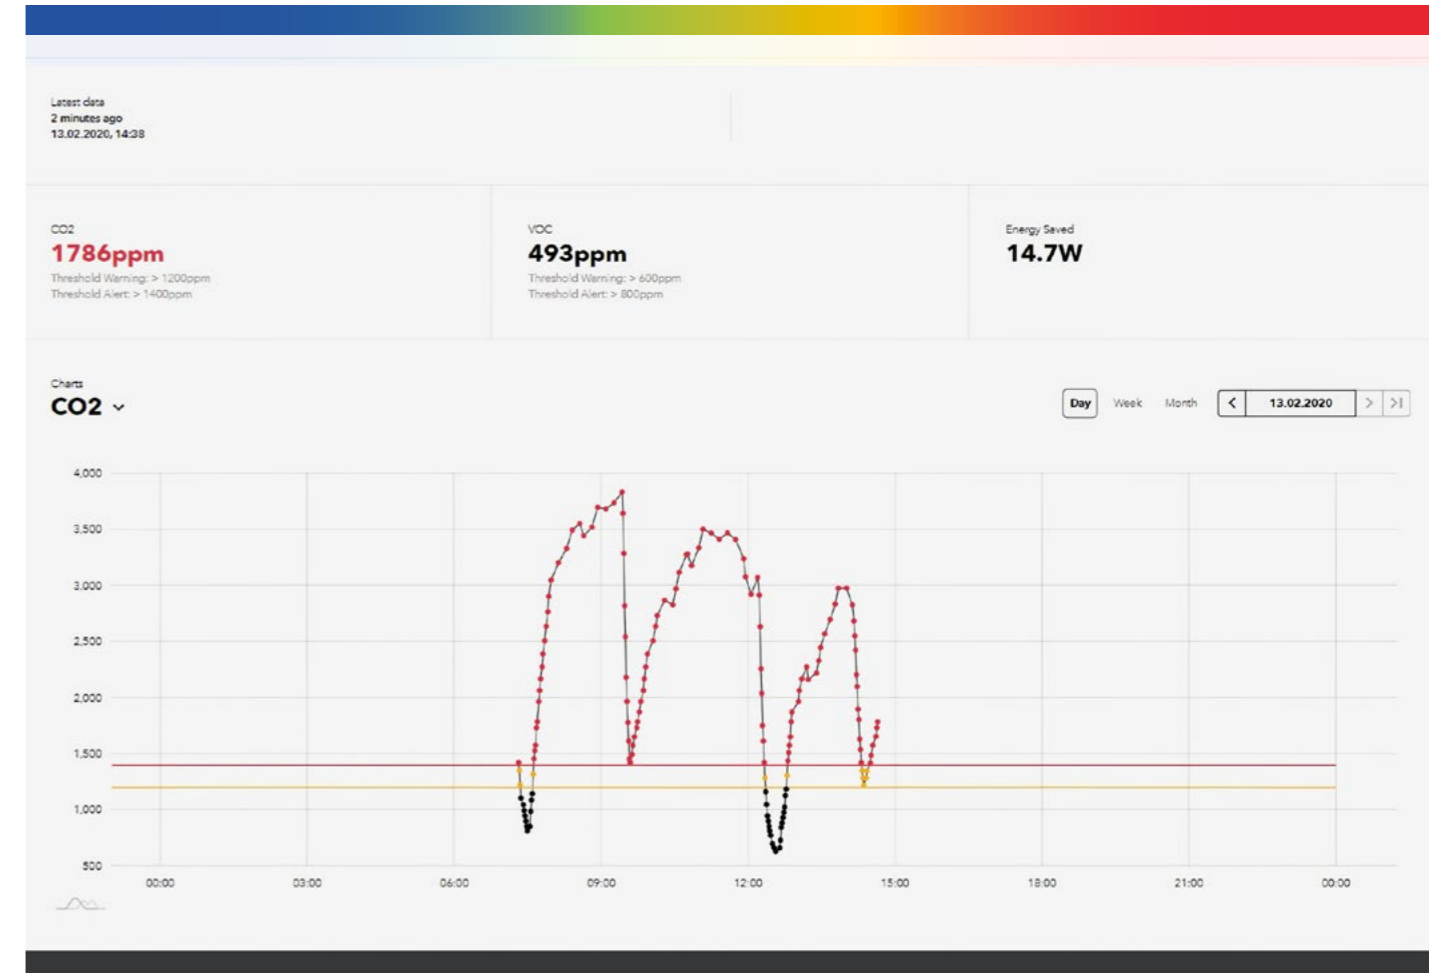 Latest data
2 minutes ago
13.02.2020, 14:38
CO2
1786ppm
Threshold Warning: > 1200ppm
Threshold Alert: > 1400ppm
VOC
493ppm
Threshold Warning: > 600ppm
Threshold Alert: > 800ppm
Energy Saved
14.7W
Charts
CO2
Day Week Month 13.02.2020
4,000
3,500
3,000
2,500
2,000
1,500
1,000
500
00:00 03:00 06:00 09:00 12:00 15:00 18:00 21:00 00:00